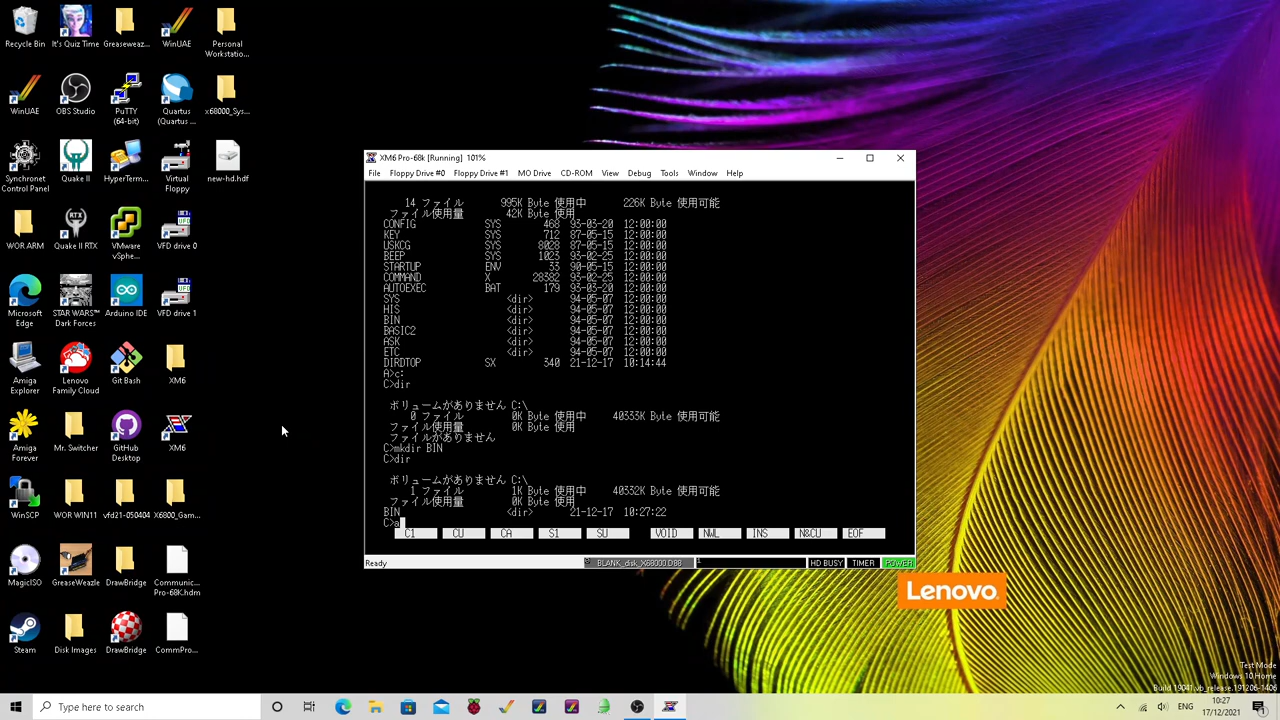 Recycle Bin
It's Quiz Time
Greaseweaz...
WinUAE
Personal
Workstatio...
WinUAE
OBS Studio
PuTTY
(64-bit)
Quartus
(Quartus ...
x68000_Sys...
Synchronet
Control Panel
Quake II
HyperTerm...
Virtual
Floppy
new-hd.hdf
WOR ARM
RTX
Quake II RTX
VMware
vSphe...
VFD
VFD drive 0
Microsoft
Edge
STAR WARS™
Dark Forces
Arduino IDE
VFD
VFD drive 1
Amiga
Explorer
Lenovo
Family Cloud
Git Bash
XM6
Amiga
Forever
Mr. Switcher
GitHub
Desktop
XM6
WinSCP
WOR WIN11
vfd21-050404
X6800_Gam...
MagicISO
GreaseWeazle
DrawBridge
Communic...
Pro-68K.hdm
Steam
Disk Images
DrawBridge
CommPro...
XM6 Pro-68k [Running] 101%
File Floppy Drive #0 Floppy Drive #1 MO Drive CD-ROM View Debug Tools Window Help
14 ファイル 995K Byte 使用中 226K Byte 使用可能
ファイル使用量 42K Byte 使用
CONFIG SYS 468 93-03-20 12:00:00
KEY SYS 712 87-05-15 12:00:00
USKCG SYS 8028 87-05-15 12:00:00
BEEP SYS 1023 93-02-25 12:00:00
STARTUP ENV 33 90-05-15 12:00:00
COMMAND X 28382 93-02-25 12:00:00
AUTOEXEC BAT 179 93-03-20 12:00:00
SYS <dir> 94-05-07 12:00:00
HIS <dir> 94-05-07 12:00:00
BIN <dir> 94-05-07 12:00:00
BASIC2 <dir> 94-05-07 12:00:00
ASK <dir> 94-05-07 12:00:00
ETC <dir> 94-05-07 12:00:00
DIRDTOP SX 340 21-12-17 10:14:44
A>c:
C>dir
ボリュームがありません C:\
0 ファイル 0K Byte 使用中 40333K Byte 使用可能
ファイル使用量 0K Byte 使用
ファイルがありません
C>mkdir BIN
C>dir
ボリュームがありません C:\
1 ファイル 1K Byte 使用中 40332K Byte 使用可能
ファイル使用量 0K Byte 使用
BIN <dir> 21-12-17 10:27:22
C>a
C1 CU CA S1 SU VOID NWL INS N&CU EOF
Ready 0 BLANK_disk_X68000.D88 1 HD BUSY TIMER POWER
Lenovo.
Test Mode
Windows 10 Home
Build 19041.vb_release.191206-1406
Type here to search
ENG
10:27
17/12/2021
1